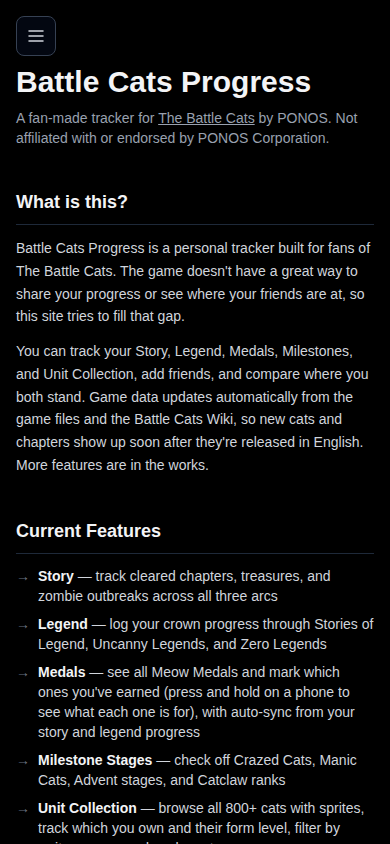 Battle Cats Progress
A fan-made tracker for The Battle Cats by PONOS. Not
affiliated with or endorsed by PONOS Corporation.
What is this?
Battle Cats Progress is a personal tracker built for fans of
The Battle Cats. The game doesn't have a great way to
share your progress or see where your friends are at, so
this site tries to fill that gap.
You can track your Story, Legend, Medals, Milestones,
and Unit Collection, add friends, and compare where you
both stand. Game data updates automatically from the
game files and the Battle Cats Wiki, so new cats and
chapters show up soon after they're released in English.
More features are in the works.
Current Features
→ Story — track cleared chapters, treasures, and
zombie outbreaks across all three arcs
→ Legend — log your crown progress through Stories of
Legend, Uncanny Legends, and Zero Legends
→ Medals — see all Meow Medals and mark which
ones you've earned (press and hold on a phone to
see what each one is for), with auto-sync from your
story and legend progress
→ Milestone Stages — check off Crazed Cats, Manic
Cats, Advent stages, and Catclaw ranks
→ Unit Collection — browse all 800+ cats with sprites,
track which you own and their form level, filter by